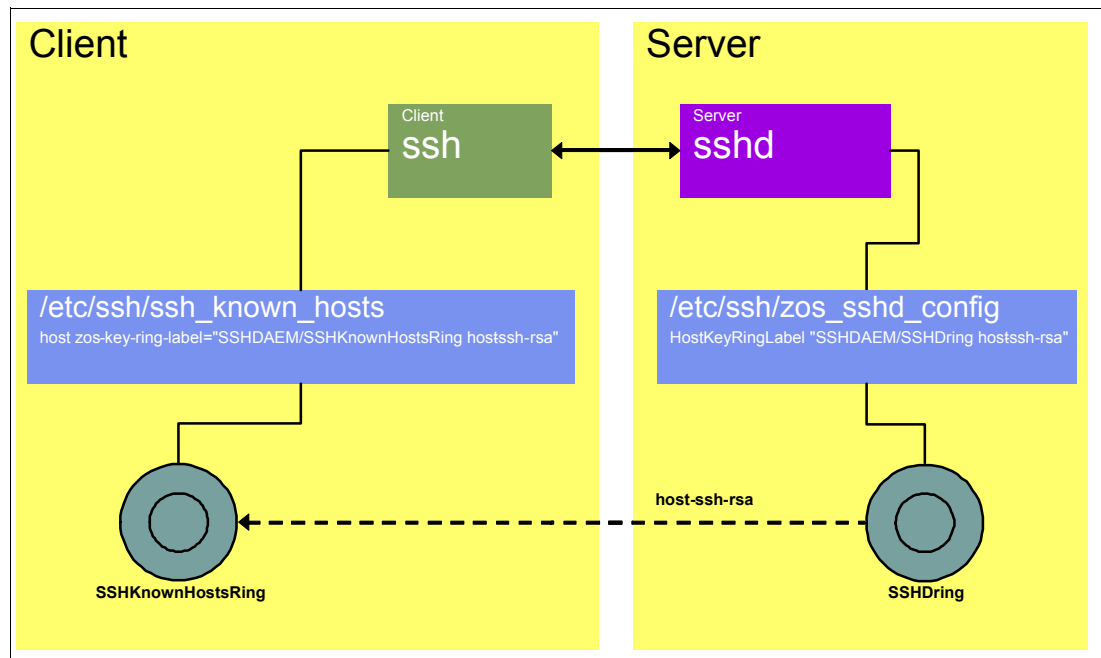 Client
Server
Client
ssh
Server
sshd
/etc/ssh/ssh_known_hosts
host zos-key-ring-label="SSHDAEM/SSHKnownHostsRing host-ssh-rsa"
/etc/ssh/zos_sshd_config
HostKeyRingLabel "SSHDAEM/SSHDring host-ssh-rsa"
host-ssh-rsa
SSHKnownHostsRing
SSHDring